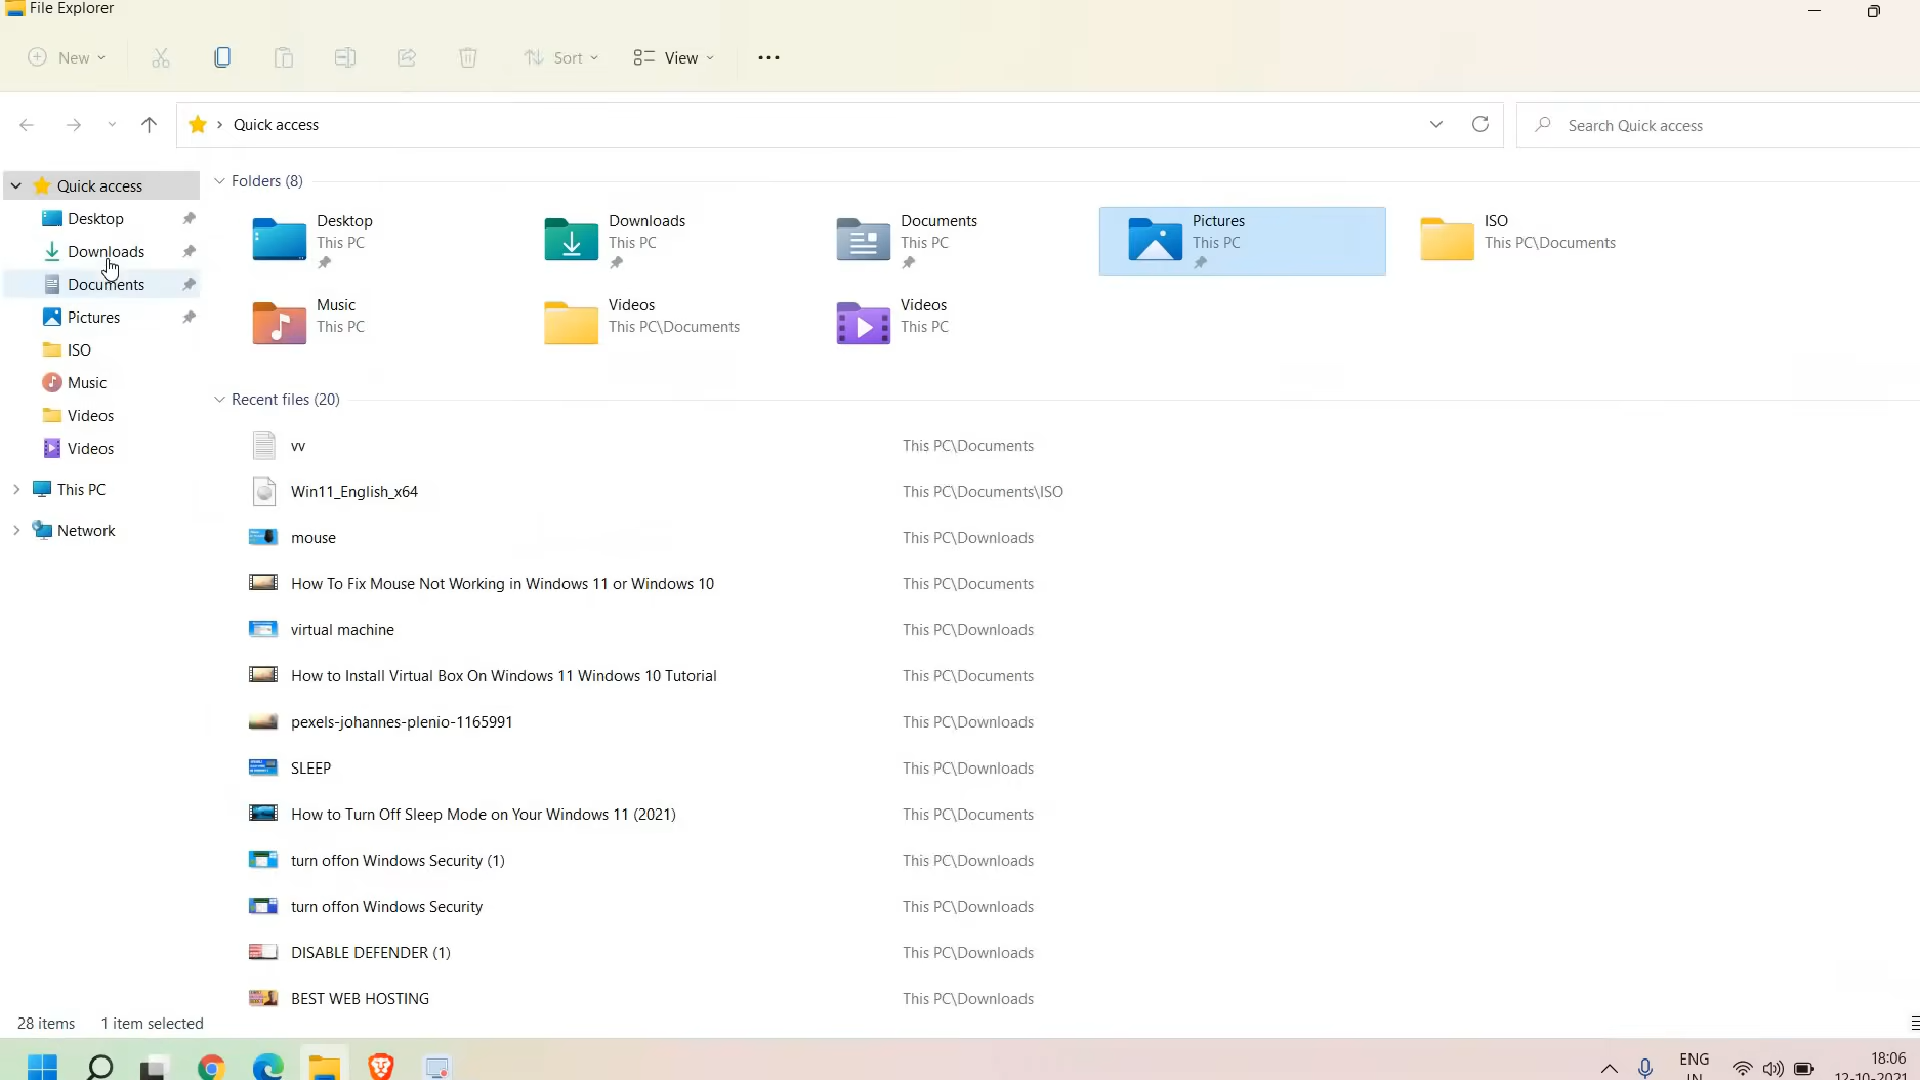 File Explorer
New
Sort
View
Quick access
Search Quick access
Quick access
Desktop
Downloads
Documents
Pictures
ISO
Music
Videos
Videos
This PC
Network
Folders (8)
Desktop
This PC
Downloads
This PC
Documents
This PC
Pictures
This PC
ISO
This PC\Documents
Music
This PC
Videos
This PC\Documents
Videos
This PC
Recent files (20)
vv This PC\Documents
Win11_English_x64 This PC\Documents\ISO
mouse This PC\Downloads
How To Fix Mouse Not Working in Windows 11 or Windows 10 This PC\Documents
virtual machine This PC\Downloads
How to Install Virtual Box On Windows 11 Windows 10 Tutorial This PC\Documents
pexels-johannes-plenio-1165991 This PC\Downloads
SLEEP This PC\Downloads
How to Turn Off Sleep Mode on Your Windows 11 (2021) This PC\Documents
turn offon Windows Security (1) This PC\Downloads
turn offon Windows Security This PC\Downloads
DISABLE DEFENDER (1) This PC\Downloads
BEST WEB HOSTING This PC\Downloads
28 items 1 item selected
ENG
IN
18:06
12-10-2021